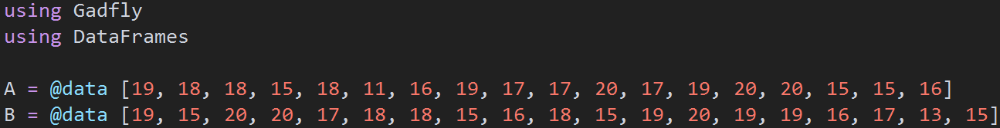 using Gadfly
using DataFrames
A = @data [19, 18, 18, 15, 18, 11, 16, 19, 17, 17, 20, 17, 19, 20, 20, 15, 15, 16]
B = @data [19, 15, 20, 20, 17, 18, 18, 15, 16, 18, 15, 19, 20, 19, 19, 16, 17, 13, 15]